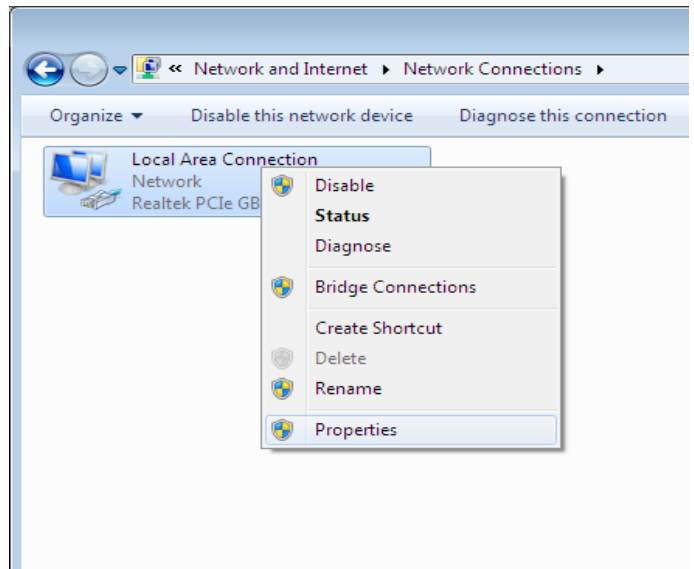 « Network and Internet ▸ Network Connections ▸
Organize ▼ Disable this network device Diagnose this connection
Local Area Connection
Network
Realtek PCIe GB
Disable
Status
Diagnose
Bridge Connections
Create Shortcut
Delete
Rename
Properties